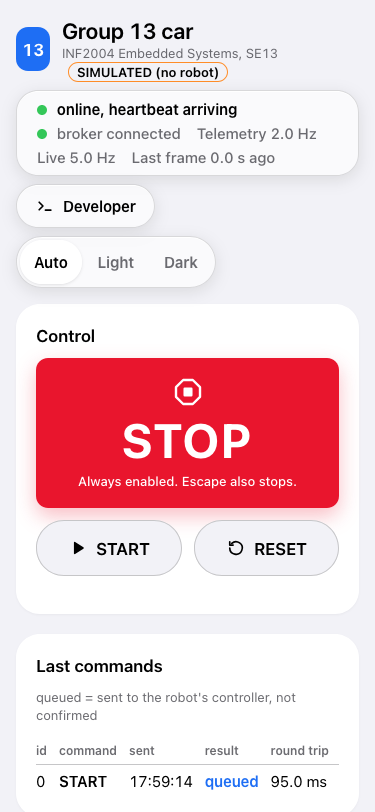 13
Group 13 car
INF2004 Embedded Systems, SE13
SIMULATED (no robot)
online, heartbeat arriving
broker connected Telemetry 2.0 Hz
Live 5.0 Hz Last frame 0.0 s ago
Developer
Auto Light Dark
Control
STOP
Always enabled. Escape also stops.
START RESET
Last commands
queued = sent to the robot's controller, not
confirmed
id command sent result round trip
0 START 17:59:14 queued 95.0 ms